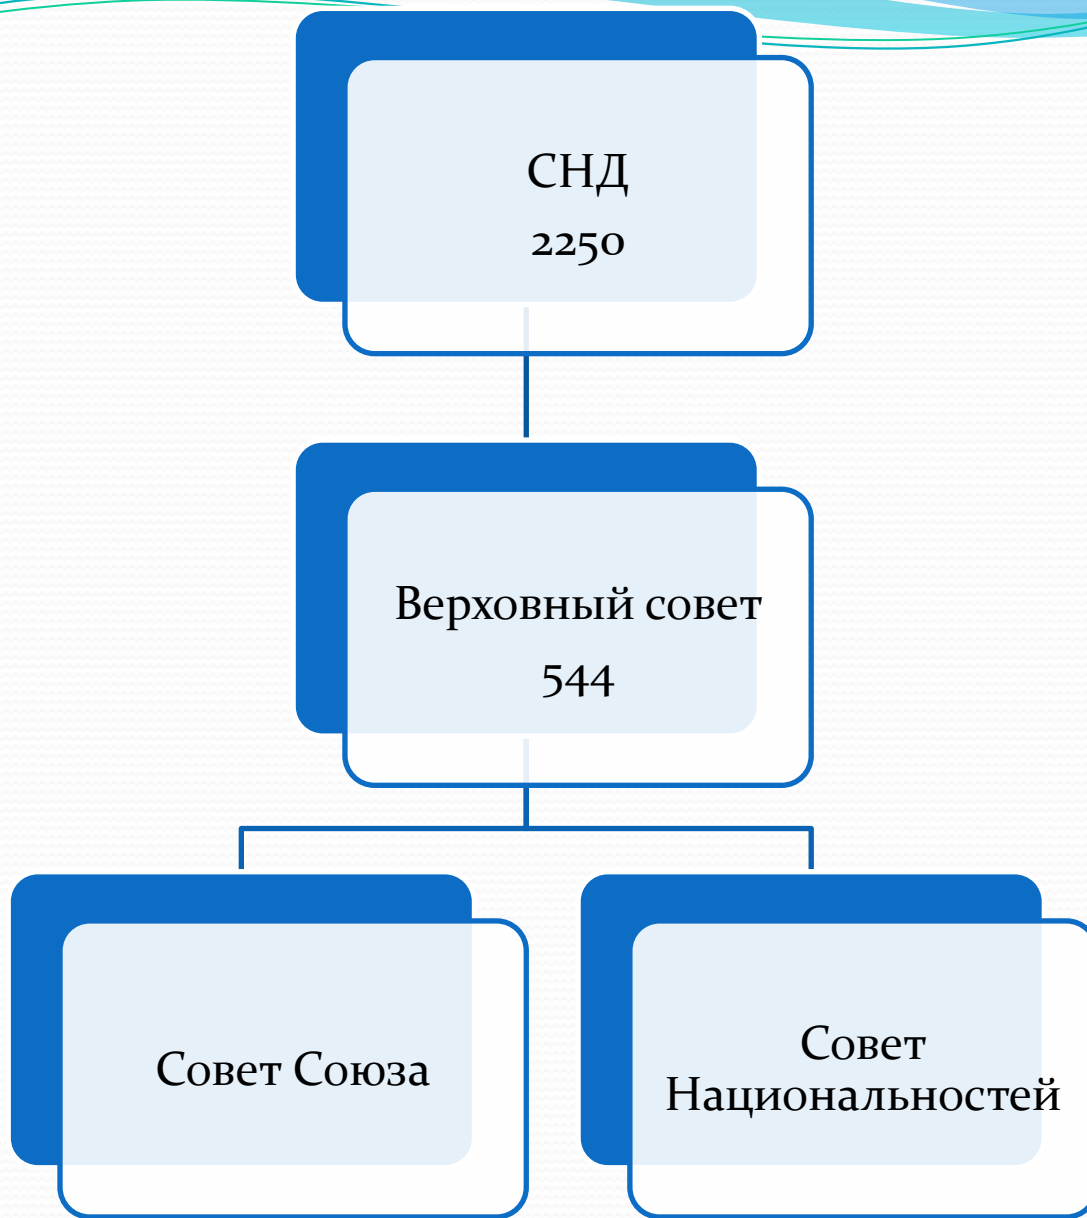 СНД
2250
Верховный совет
544
Совет Союза
Совет
Национальностей